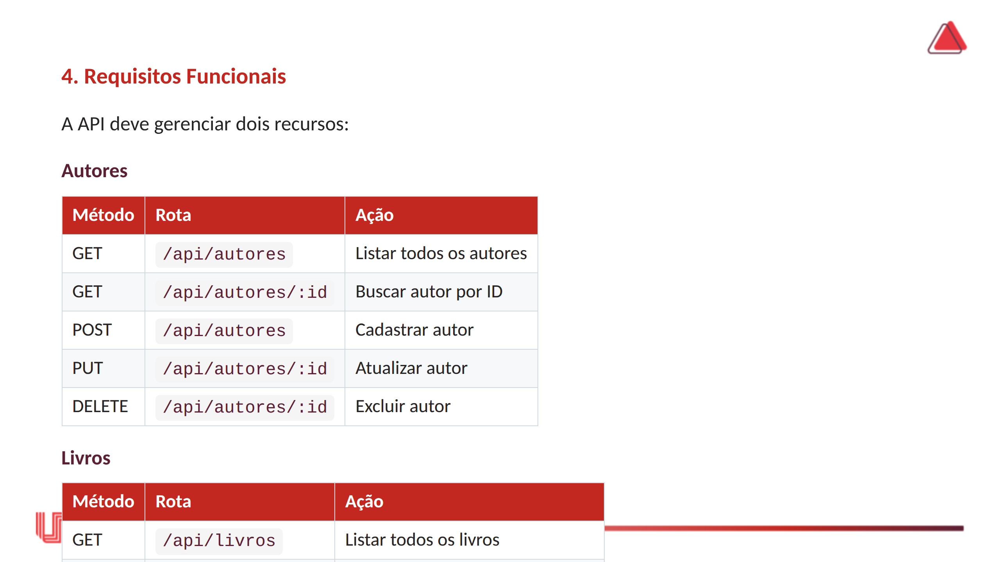 4. Requisitos Funcionais
A API deve gerenciar dois recursos:
Autores
Método Rota Ação
GET /api/autores Listar todos os autores
GET /api/autores/:id Buscar autor por ID
POST /api/autores Cadastrar autor
PUT /api/autores/:id Atualizar autor
DELETE /api/autores/:id Excluir autor
Livros
Método Rota Ação
GET /api/livros Listar todos os livros